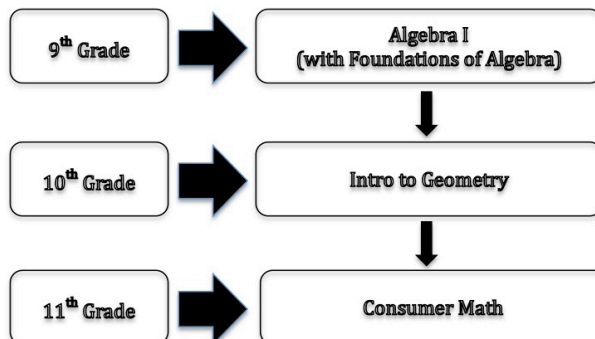 9th Grade
Algebra I
(with Foundations of Algebra)
10th Grade
Intro to Geometry
11th Grade
Consumer Math